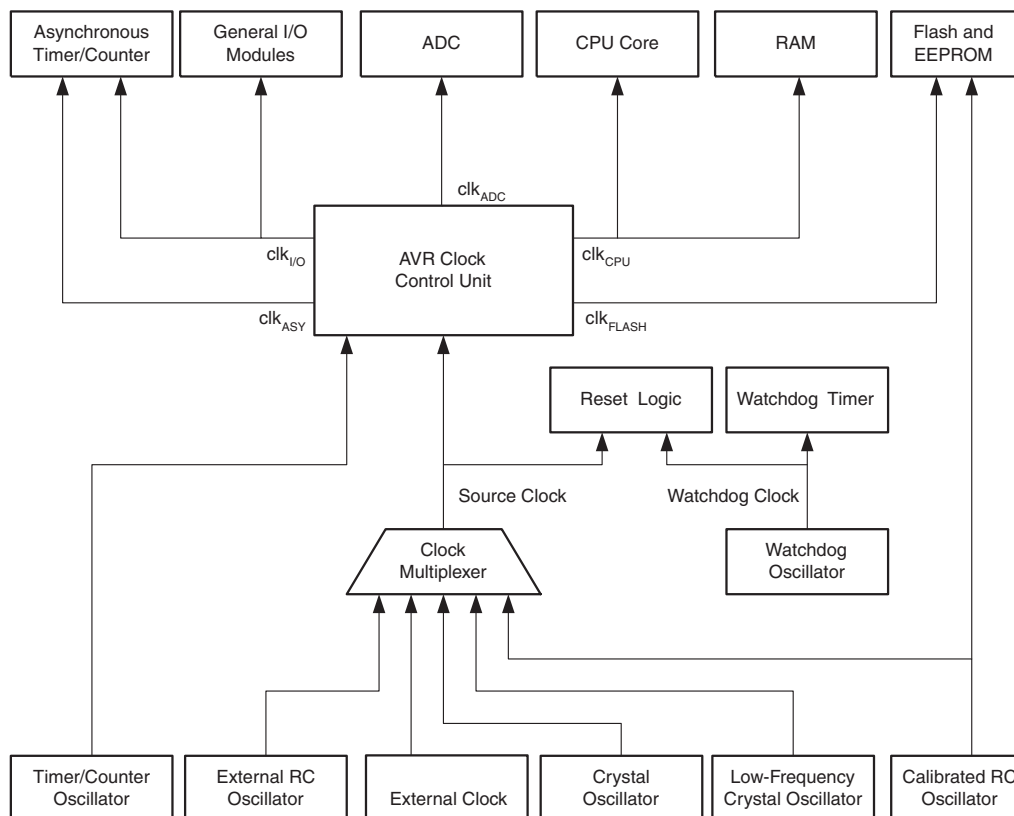 Asynchronous
Timer/Counter
General I/O
Modules
ADC
CPU Core
RAM
Flash and
EEPROM
clkADC
clkI/O
AVR Clock
Control Unit
clkCPU
clkASY
clkFLASH
Reset Logic
Watchdog Timer
Source Clock
Watchdog Clock
Clock
Multiplexer
Watchdog
Oscillator
Timer/Counter
Oscillator
External RC
Oscillator
External Clock
Crystal
Oscillator
Low-Frequency
Crystal Oscillator
Calibrated RC
Oscillator